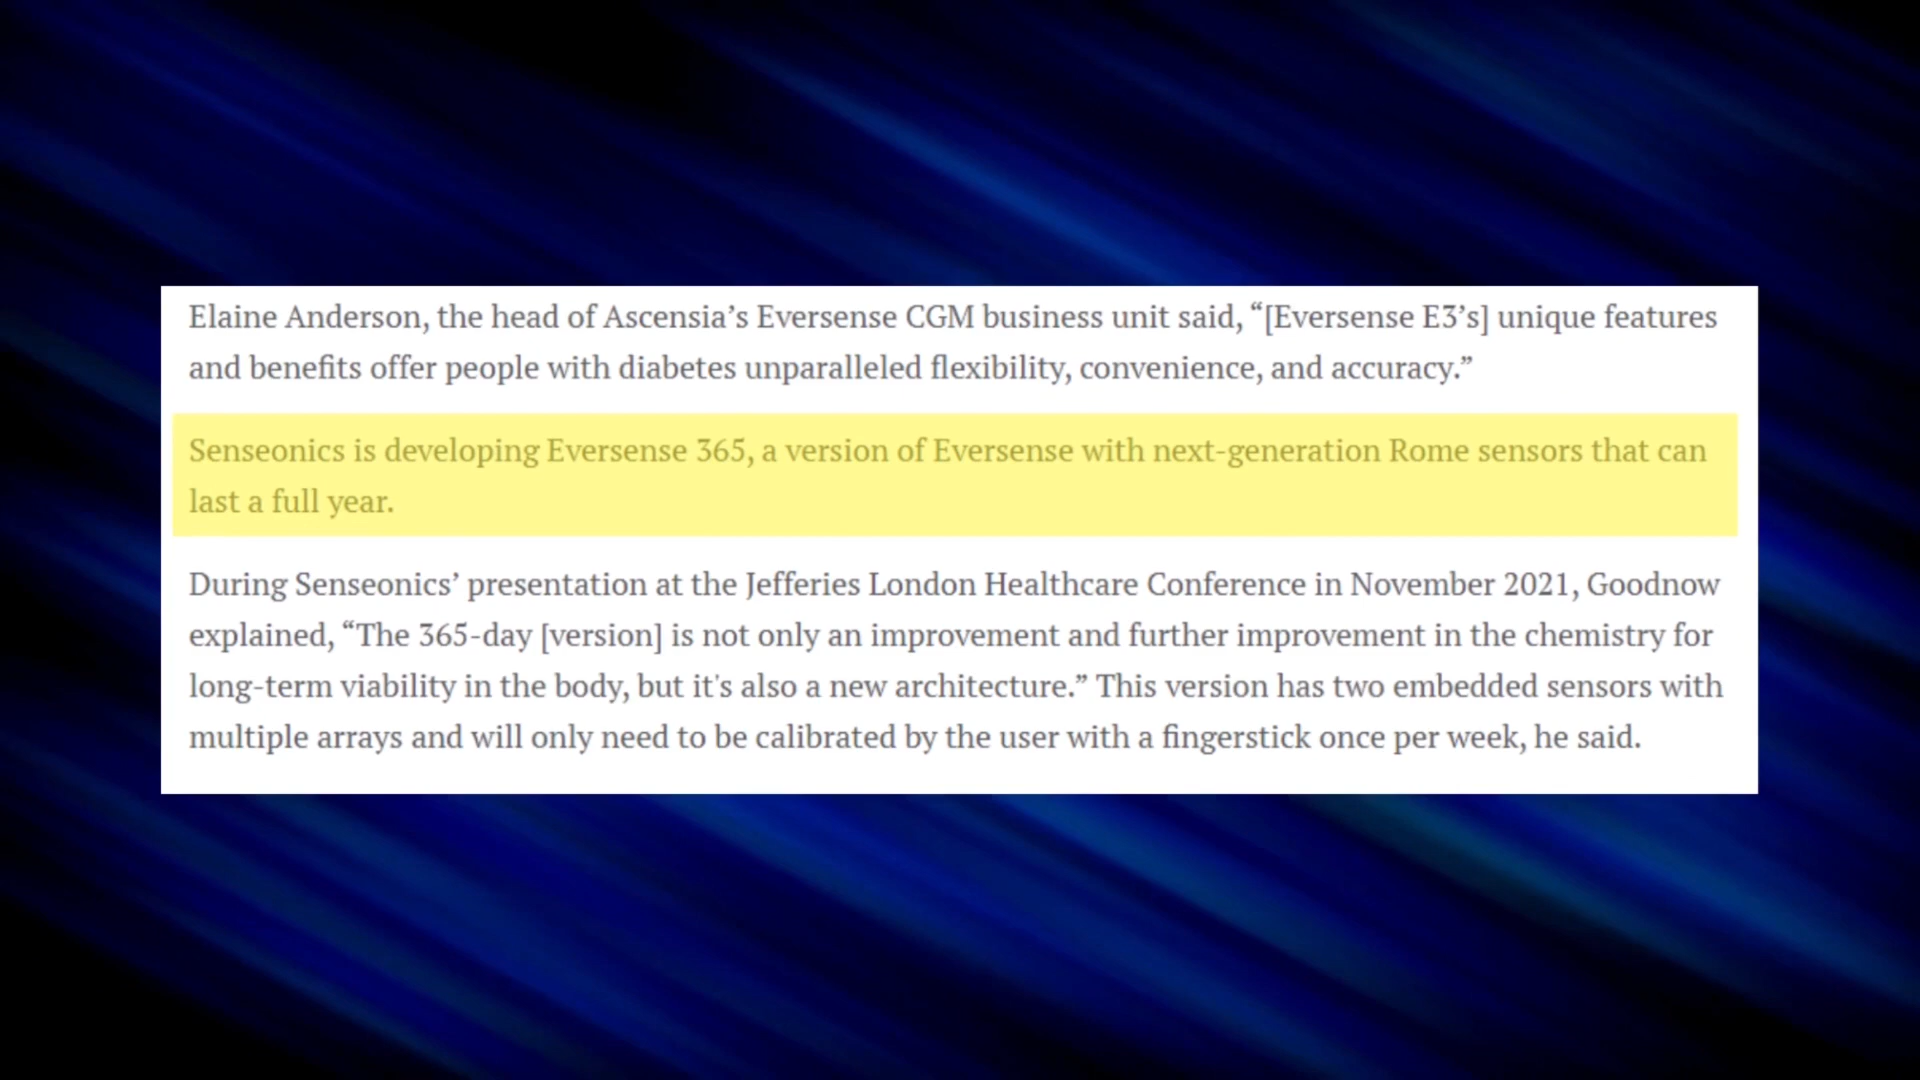 Elaine Anderson, the head of Ascensia’s Eversense CGM business unit said, “[Eversense E3’s] unique features
and benefits offer people with diabetes unparalleled flexibility, convenience, and accuracy.”
Senseonics is developing Eversense 365, a version of Eversense with next-generation Rome sensors that can
last a full year.
During Senseonics’ presentation at the Jefferies London Healthcare Conference in November 2021, Goodnow
explained, “The 365-day [version] is not only an improvement and further improvement in the chemistry for
long-term viability in the body, but it's also a new architecture.” This version has two embedded sensors with
multiple arrays and will only need to be calibrated by the user with a fingerstick once per week, he said.